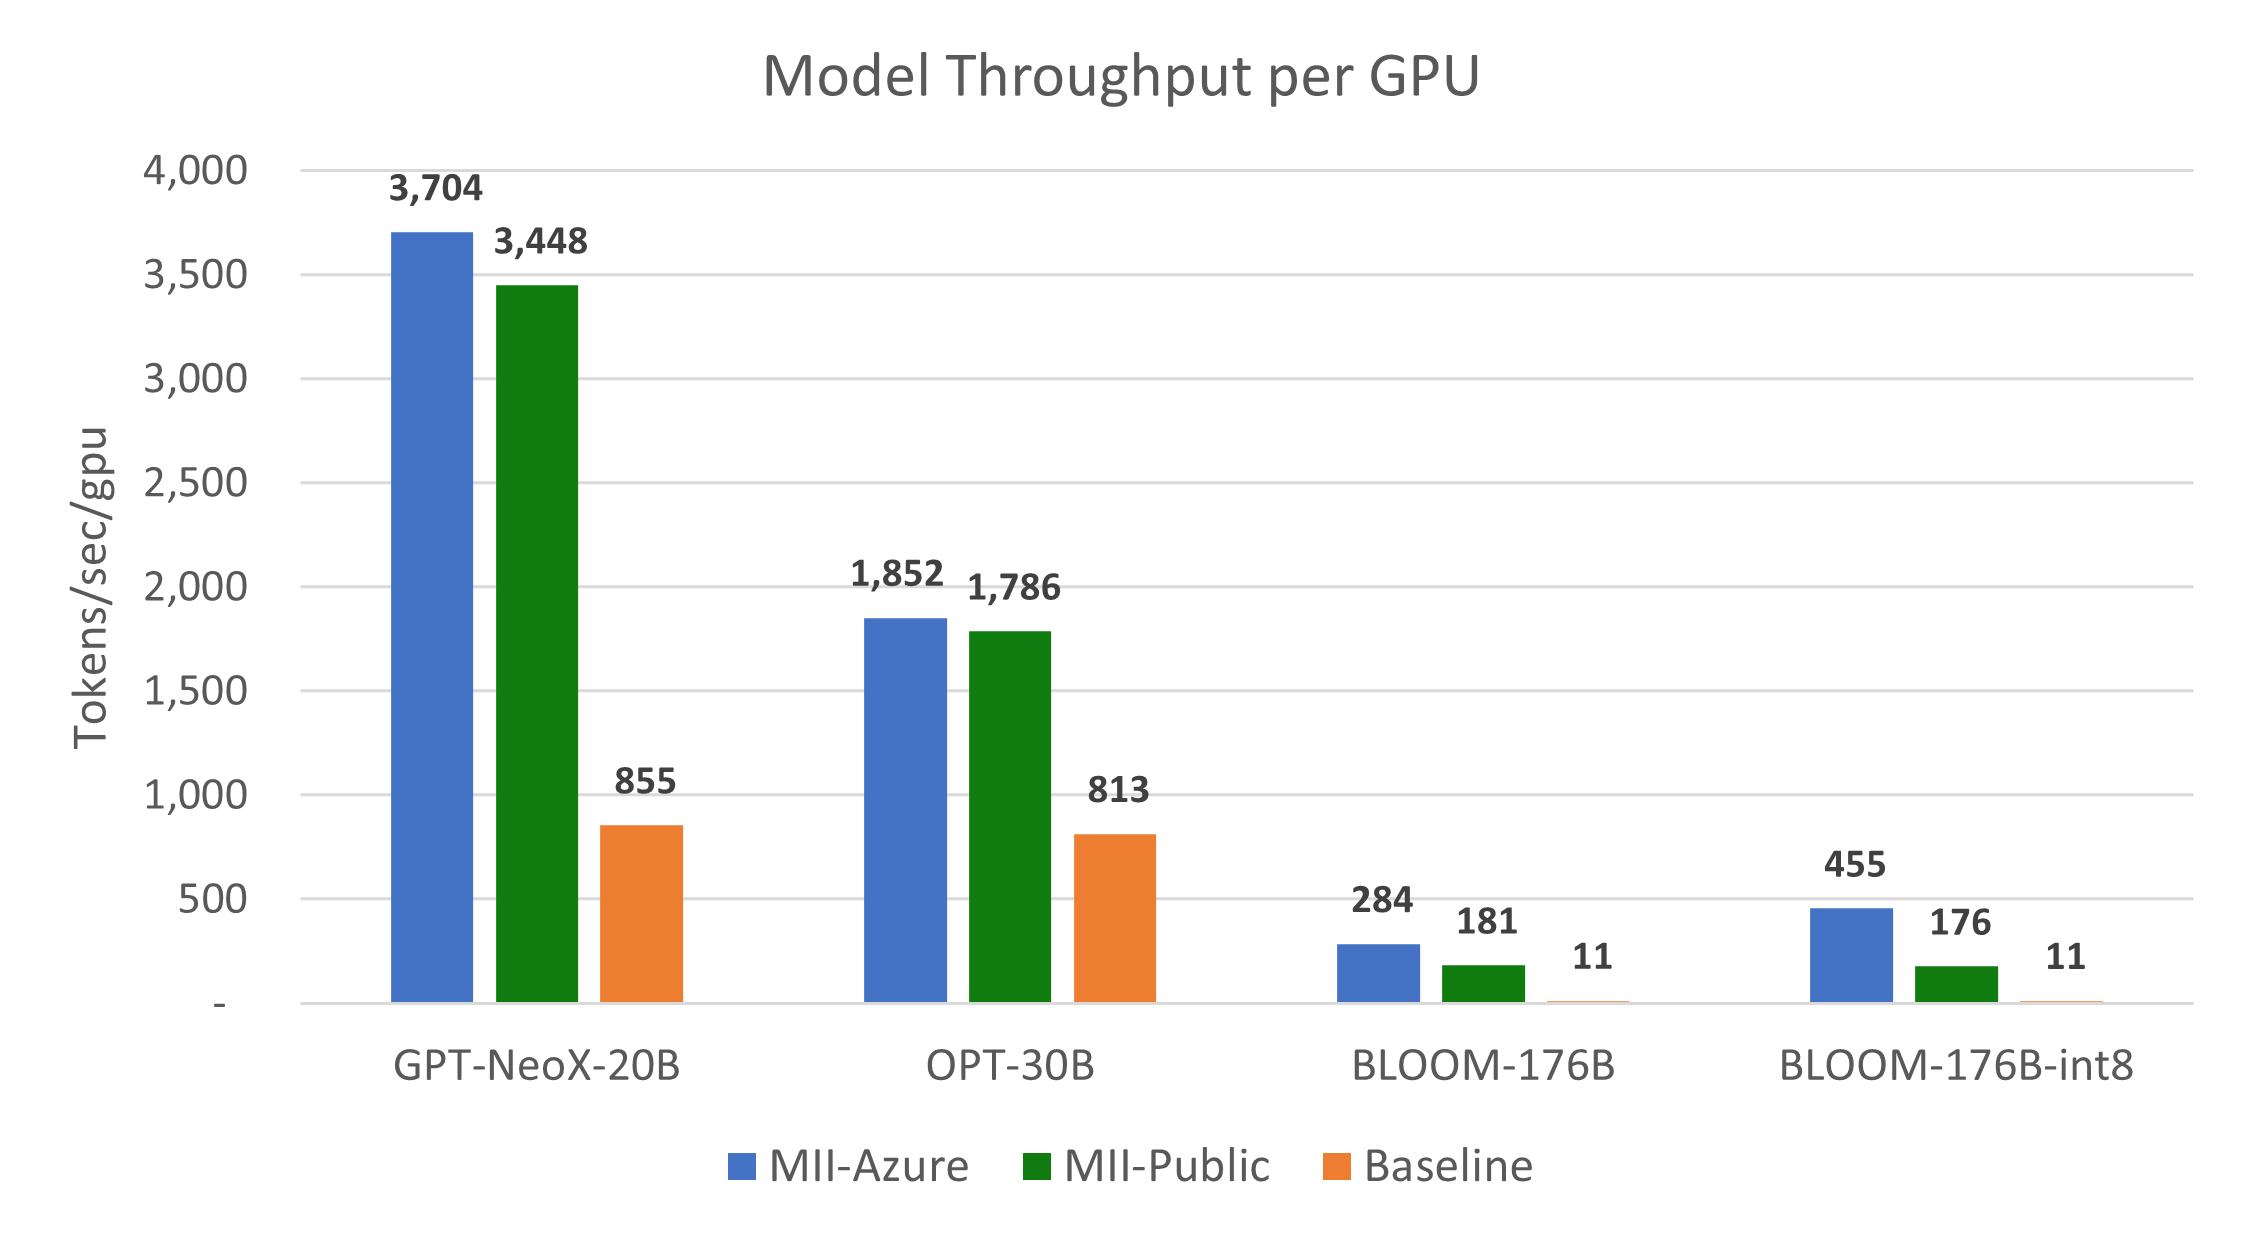 Model Throughput per GPU
Tokens/sec/gpu
4,000
3,500
3,000
2,500
2,000
1,500
1,000
500
-
3,704
3,448
855
1,852
1,786
813
284
181
11
455
176
11
GPT-NeoX-20B
OPT-30B
BLOOM-176B
BLOOM-176B-int8
MII-Azure
MII-Public
Baseline